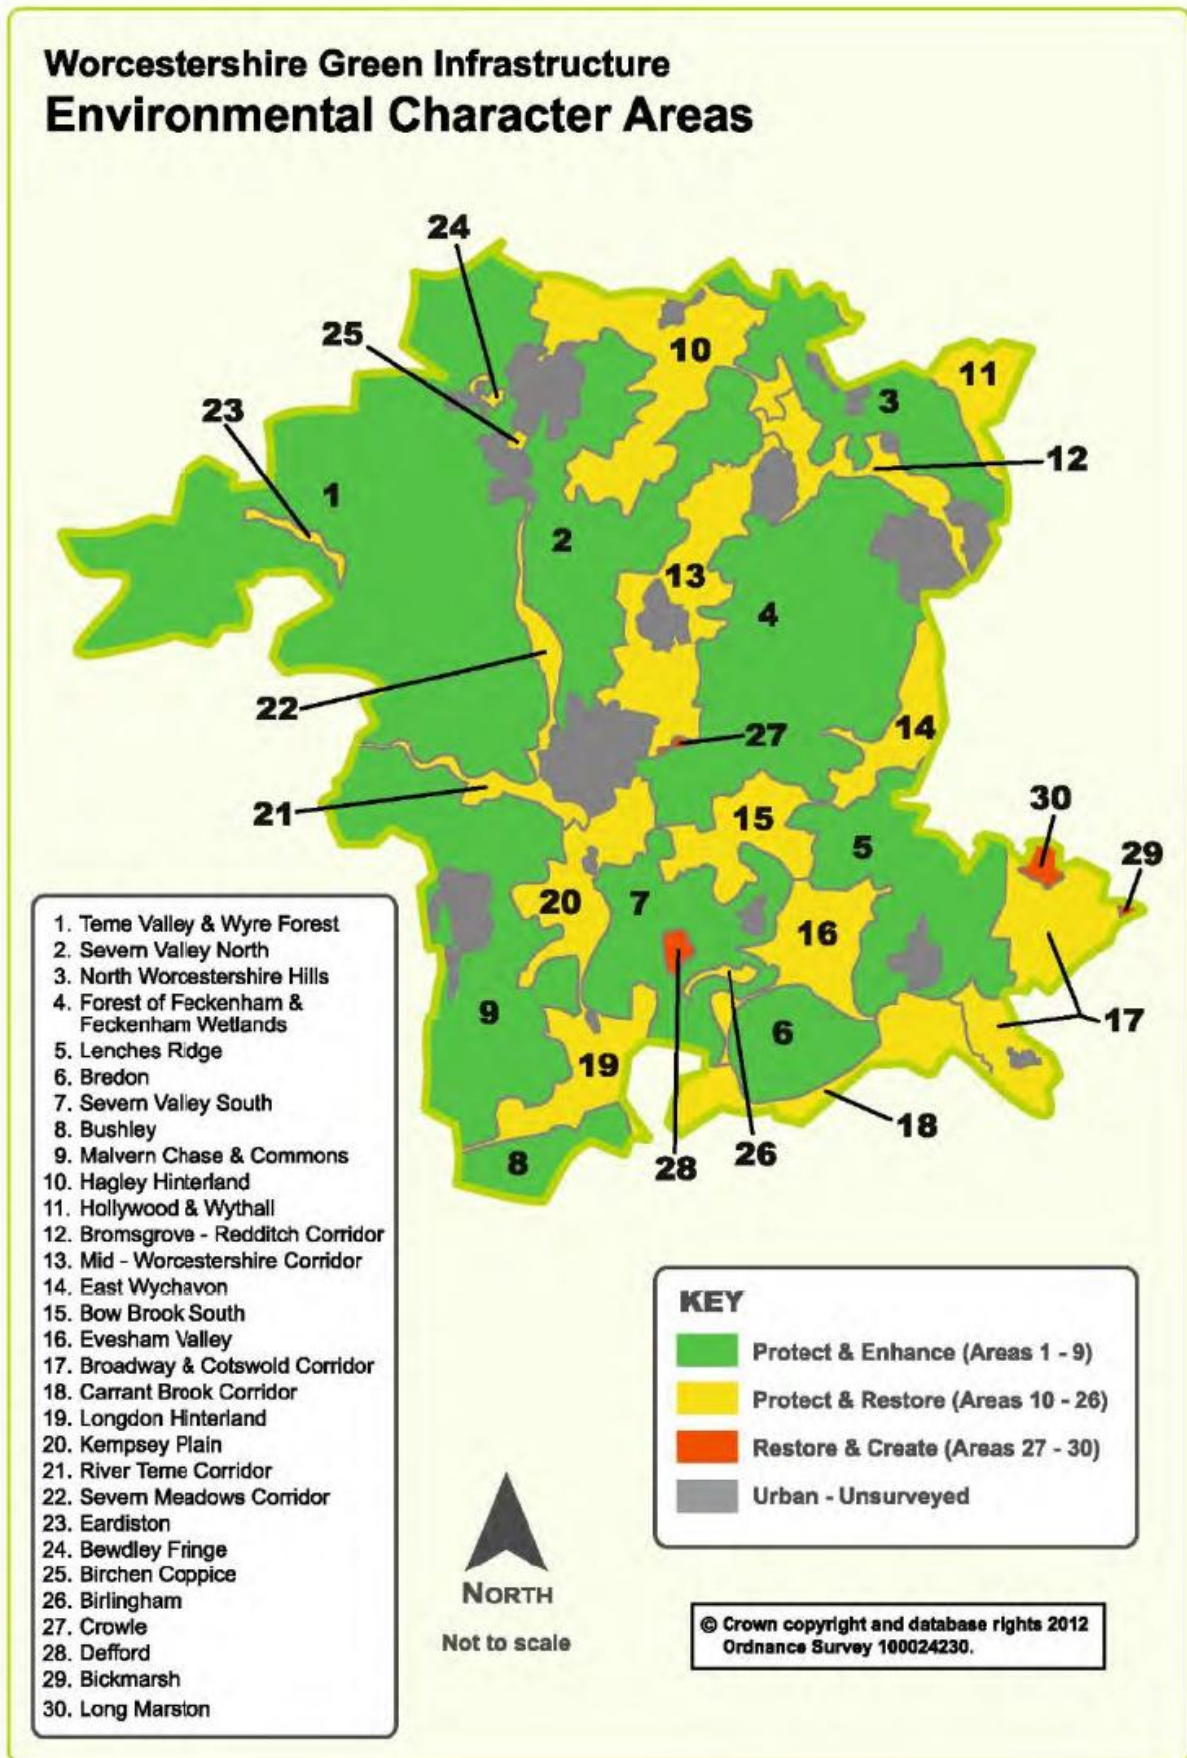 Worcestershire Green Infrastructure
Environmental Character Areas
24
25
10
11
23
3
1
12
2
13
4
22
27
14
21
15
30
5
29
20
7
16
9
17
6
19
18
8
28
26
1. Teme Valley & Wyre Forest
2. Severn Valley North
3. North Worcestershire Hills
4. Forest of Feckenham &
Feckenham Wetlands
5. Lenches Ridge
6. Bredon
7. Severn Valley South
8. Bushley
9. Malvern Chase & Commons
10. Hagley Hinterland
11. Hollywood & Wythall
12. Bromsgrove - Redditch Corridor
13. Mid - Worcestershire Corridor
14. East Wychavon
15. Bow Brook South
16. Evesham Valley
17. Broadway & Cotswold Corridor
18. Carrant Brook Corridor
19. Longdon Hinterland
20. Kempsey Plain
21. River Teme Corridor
22. Severn Meadows Corridor
23. Eardiston
24. Bewdley Fringe
25. Birchen Coppice
26. Birlingham
27. Crowle
28. Defford
29. Bickmarsh
30. Long Marston
KEY
Protect & Enhance (Areas 1 - 9)
Protect & Restore (Areas 10 - 26)
Restore & Create (Areas 27 - 30)
Urban - Unsurveyed
NORTH
Not to scale
© Crown copyright and database rights 2012
Ordnance Survey 100024230.